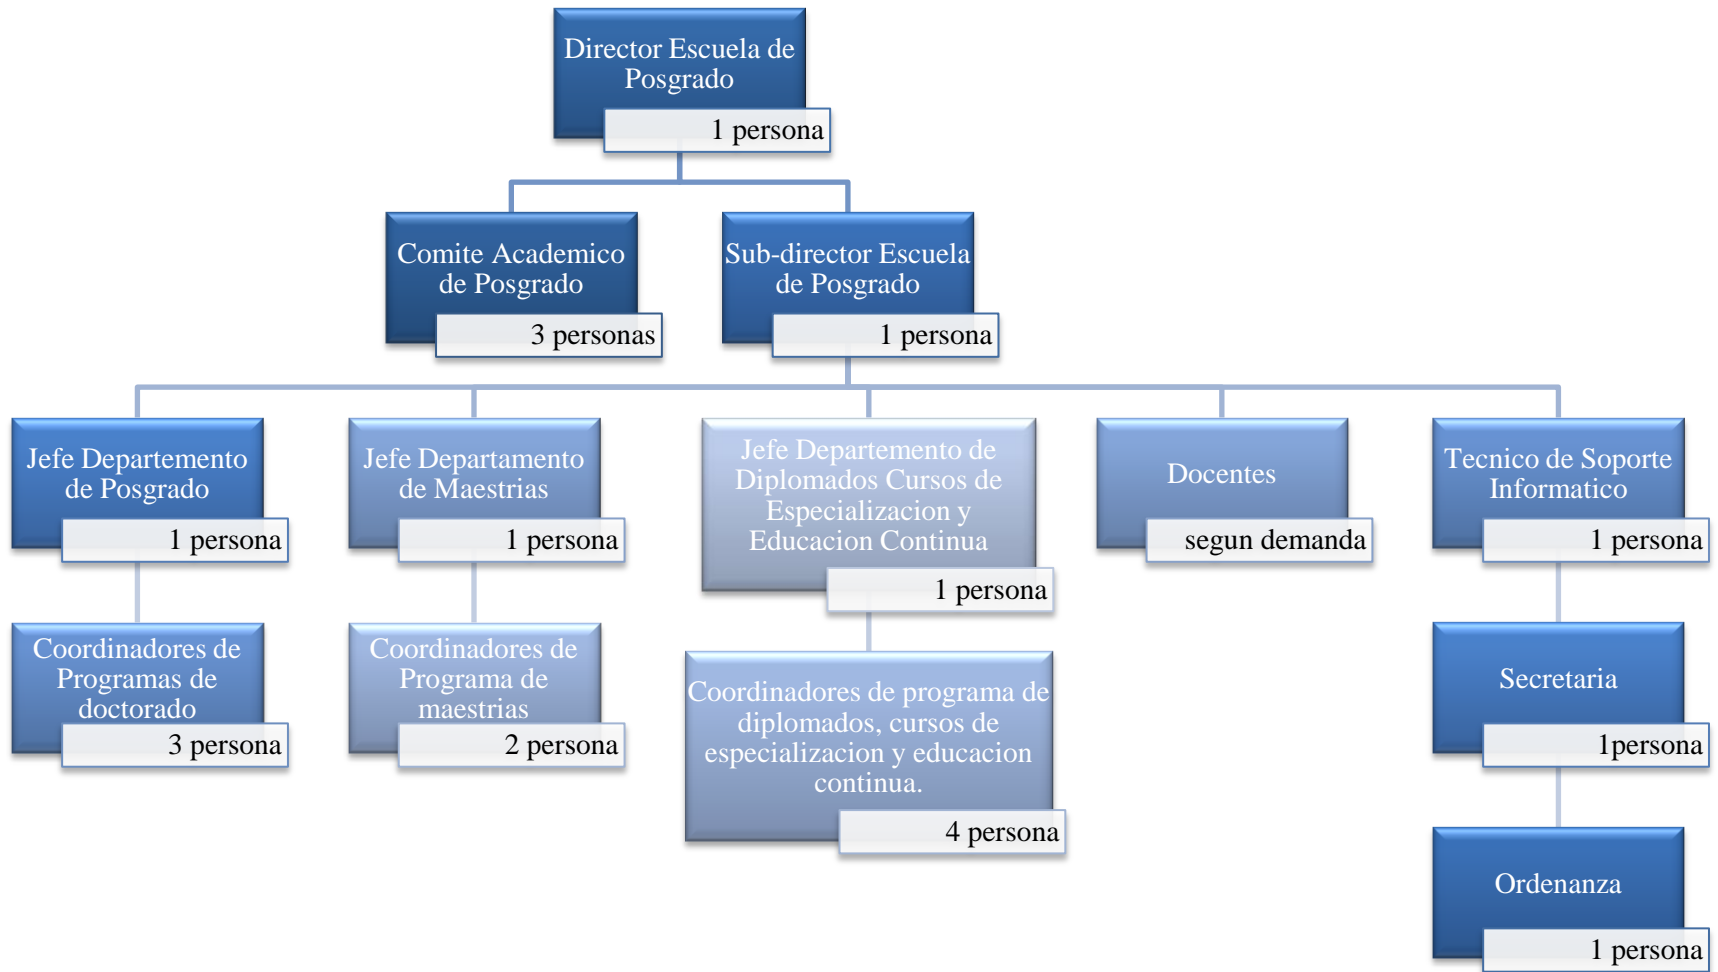 Director Escuela de
Posgrado
1 persona
Comite Academico
de Posgrado
3 personas
Sub-director Escuela
de Posgrado
1 persona
Jefe Departemento
de Posgrado
1 persona
Jefe Departamento
de Maestrias
1 persona
Jefe Departamento de
Diplomados Cursos de
Especializacion y
Educacion Continua
1 persona
Docentes
segun demanda
Tecnico de Soporte
Informatico
1 persona
Coordinadores de
Programas de
doctorado
3 persona
Coordinadores de
Programa de
maestrias
2 persona
Coordinadores de programa de
diplomados, cursos de
especializacion y educacion
continua.
4 persona
Secretaria
1persona
Ordenanza
1 persona